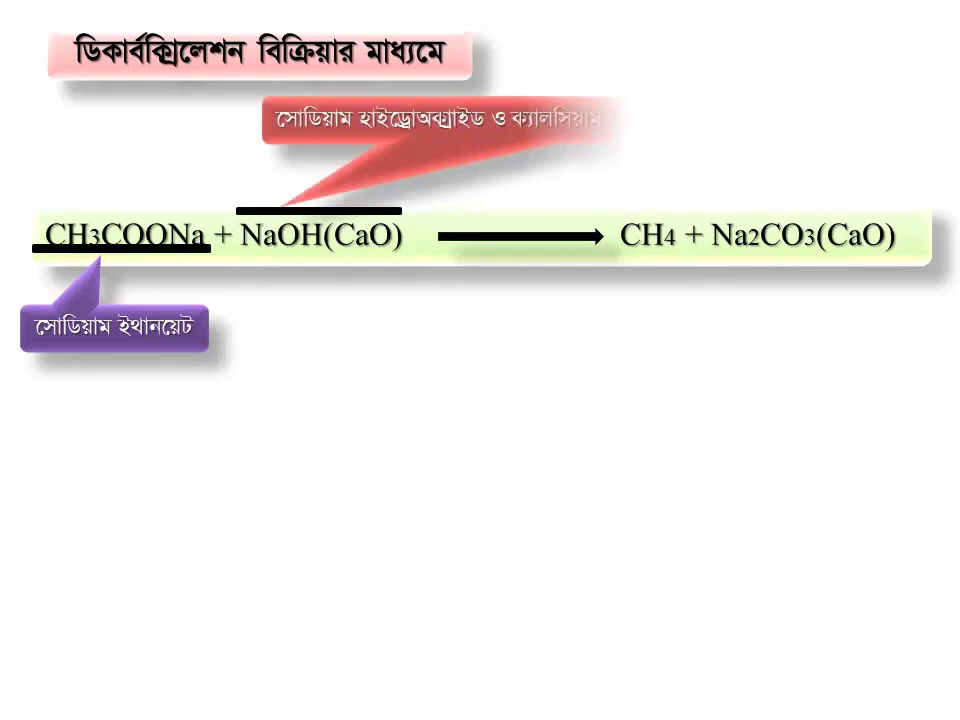 ডিকার্বক্সিলেশন বিক্রিয়ার মাধ্যমে
সোডিয়াম হাইড্রোঅক্সাইড ও ক্যালসিয়াম
CH3COONa + NaOH(CaO) → CH4 + Na2CO3(CaO)
সোডিয়াম ইথানয়েট